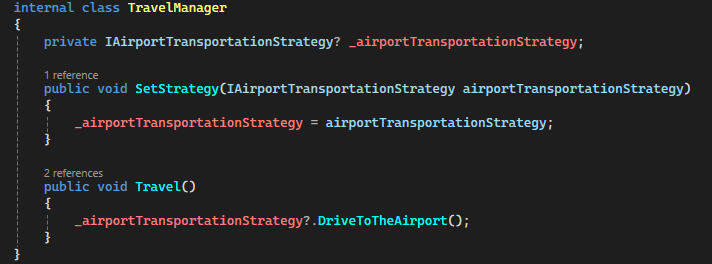 internal class TravelManager
{
private IAirportTransportationStrategy? _airportTransportationStrategy;
1 reference
public void SetStrategy(IAirportTransportationStrategy airportTransportationStrategy)
{
_airportTransportationStrategy = airportTransportationStrategy;
}
2 references
public void Travel()
{
_airportTransportationStrategy?.DriveToTheAirport();
}
}